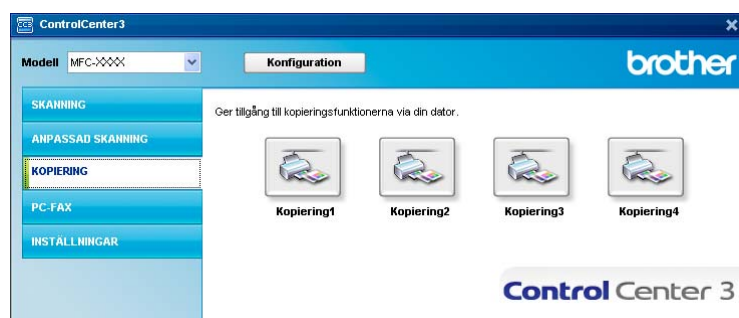 ControlCenter3
Modell MFC-XXXX Konfiguration brother
SKANNING
ANPASSAD SKANNING
KOPIERING
PC-FAX
INSTÄLLNINGAR
Ger tillgång till kopieringsfunktionerna via din dator.
Kopiering1 Kopiering2 Kopiering3 Kopiering4
Control Center 3